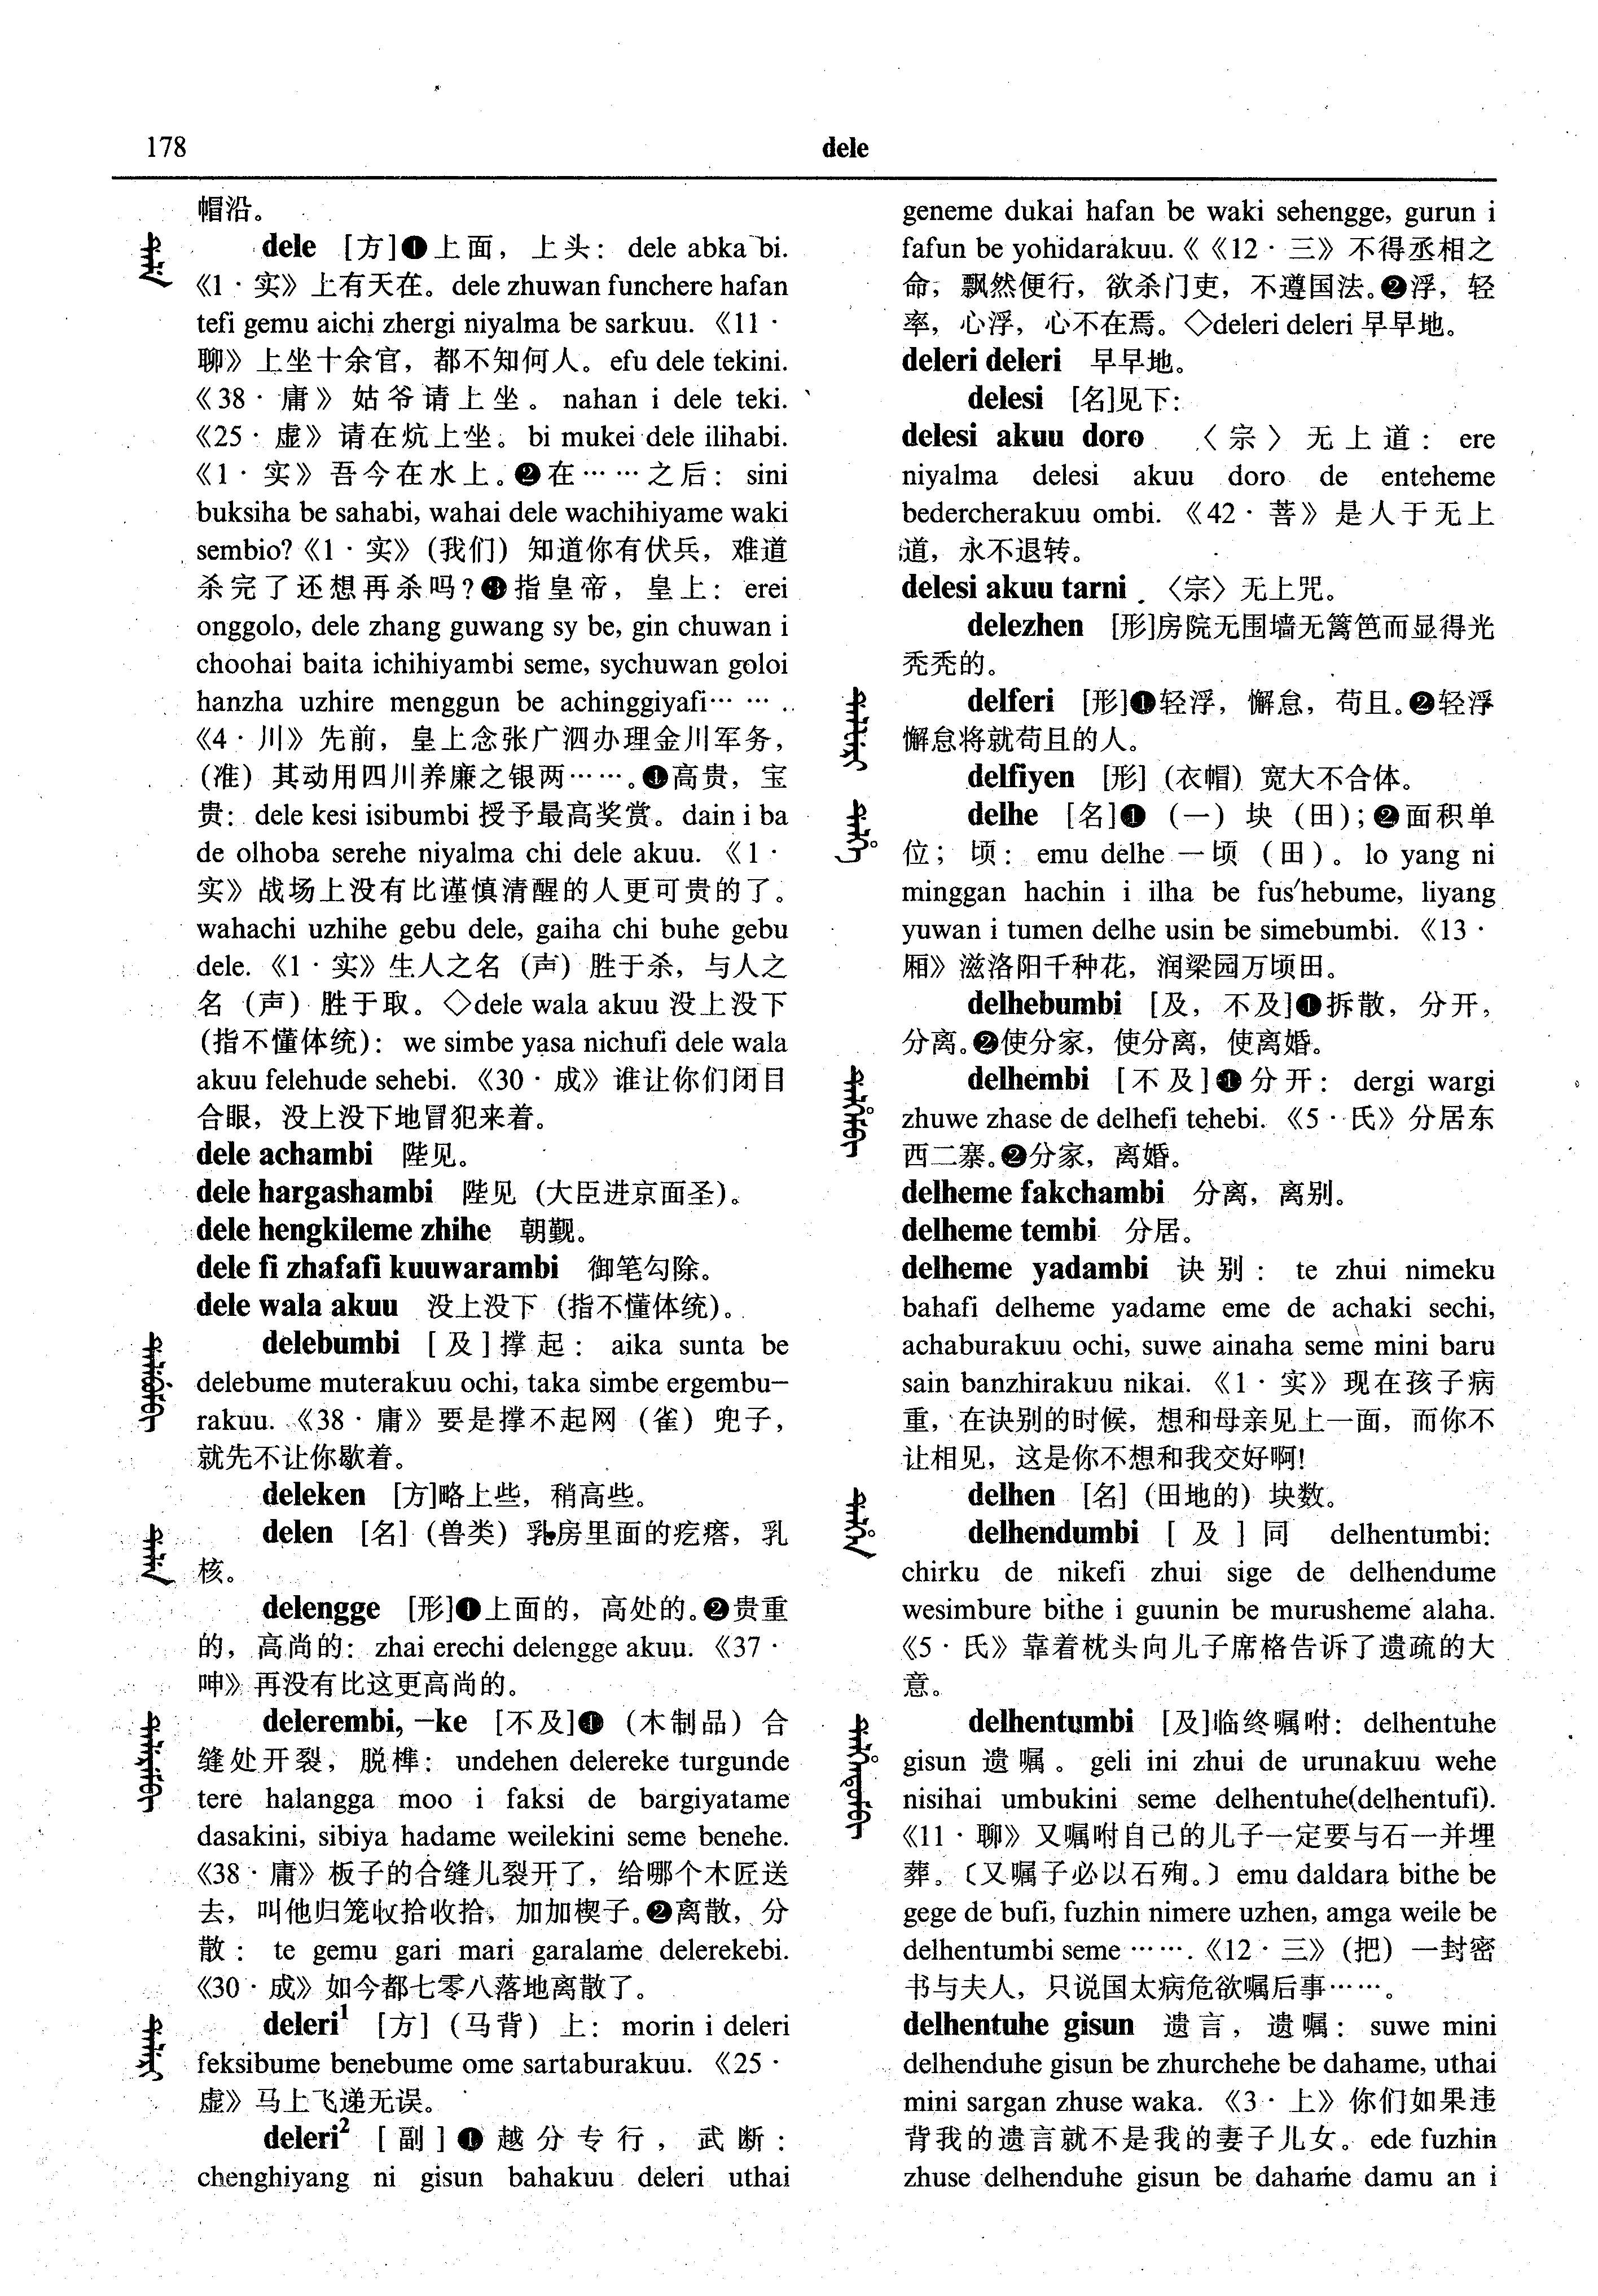 178
dele
帽沿。
dele [方]❶上面，上头：dele abka bi.
《1·实》上有天在。dele zhuwan funchere hafan
tefi gemu aichi zhergi niyalma be sarkuu.《11·
聊》上坐十余官，都不知何人。efu dele tekini.
《38·庸》姑爷请上坐。nahan i dele teki.
《25·虚》请在炕上坐。bi mukei dele ilihabi.
《1·实》吾今在水上。❷在……之后：sini
buksiha be sahabi, wahai dele wachihiyame waki
sembio?《1·实》(我们）知道你有伏兵，难道
杀完了还想再杀吗?❸指皇帝，皇上：erei
onggolo, dele zhang guwang sy be, gin chuwan i
choohai baita ichihiyambi seme, sychuwan goloi
hanzha uzhire menggun be achinggiyafi……..
《4·川》先前，皇上念张广泗办理金川军务，
(准）其动用四川养廉之银两……。❹高贵，宝
贵：dele kesi isibumbi 授予最高奖赏。dain i ba
de olhoba serehe niyalma chi dele akuu.《1·
实》战场上没有比谨慎清醒的人更可贵的了。
wahachi uzhihe gebu dele, gaiha chi buhe gebu
dele.《1·实》生人之名（声）胜于杀，与人之
名（声）胜于取。◇dele wala akuu 没上没下
(指不懂体统)：we simbe yasa nichufi dele wala
akuu felehude sehebi.《30·成》谁让你们闭目
合眼，没上没下地冒犯来着。
dele achambi 陛见。
dele hargashambi 陛见（大臣进京面圣)。
dele hengkileme zhihe 朝觐。
dele fi zhafafi kuuwarambi 御笔勾除。
dele wala akuu 没上没下（指不懂体统)。
delebumbi [及]撑起：aika sunta be
delebume muterakuu ochi, taka simbe ergembu-
rakuu.《38·庸》要是撑不起网（雀）兜子，
就先不让你歇着。
deleken [方]略上些，稍高些。
delen [名]（兽类）乳房里面的疙瘩，乳
核。
delengge [形]❶上面的，高处的。❷贵重
的，高尚的：zhai erechi delengge akuu.《37·
呻》再没有比这更高尚的。
delerembi, -ke [不及]❶（木制品）合
缝处开裂，脱榫：undehen delereke turgunde
tere halangga moo i faksi de bargiyatame
dasakini, sibiya hadame weilekini seme benehe.
《38·庸》板子的合缝儿裂开了，给哪个木匠送
去，叫他归笼收拾收拾，加加楔子。❷离散，分
散：te gemu gari mari garalame delerekebi.
《30·成》如今都七零八落地离散了。
deleri¹ [方]（马背）上：morin i deleri
feksibume benebume ome sartaburakuu.《25·
虚》马上飞递无误。
deleri² [副]❶越分专行，武断：
chenghiyang ni gisun bahakuu deleri uthai
geneme dukai hafan be waki sehengge, gurun i
fafun be yohidarakuu.《《12·三》不得丞相之
命，飘然便行，欲杀门吏，不遵国法。❷浮，轻
率，心浮，心不在焉。◇deleri deleri 早早地。
deleri deleri 早早地。
delesi [名]见下：
delesi akuu doro 〈宗〉无上道：ere
niyalma delesi akuu doro de enteheme
bedercherakuu ombi.《42·菩》是人于无上
道，永不退转。
delesi akuu tarni 〈宗〉无上咒。
delezhen [形]房院无围墙无篱笆而显得光
秃秃的。
delferi [形]❶轻浮，懈怠，苟且。❷轻浮
懈怠将就苟且的人。
delfiyen [形]（衣帽）宽大不合体。
delhe [名]❶（一）块（田)；❷面积单
位；顷：emu delhe 一顷（田）。lo yang ni
minggan hachin i ilha be fus'hebume, liyang
yuwan i tumen delhe usin be simebumbi.《13·
厢》滋洛阳千种花，润梁园万顷田。
delhebumbi [及，不及]❶拆散，分开，
分离。❷使分家，使分离，使离婚。
delhembi [不及]❶分开：dergi wargi
zhuwe zhase de delhefi tehebi.《5·氏》分居东
西二寨。❷分家，离婚。
delheme fakchambi 分离，离别。
delheme tembi 分居。
delheme yadambi 诀别：te zhui nimeku
bahafi delheme yadame eme de achaki sechi,
achaburakuu ochi, suwe ainaha seme mini baru
sain banzhirakuu nikai.《1·实》现在孩子病
重，在诀别的时候，想和母亲见上一面，而你不
让相见，这是你不想和我交好啊!
delhen [名]（田地的）块数。
delhendumbi [及]同 delhentumbi:
chirku de nikefi zhui sige de delhendume
wesimbure bithe i guunin be murusheme alaha.
《5·氏》靠着枕头向儿子席格告诉了遗疏的大
意。
delhentumbi [及]临终嘱咐：delhentuhe
gisun 遗嘱。geli ini zhui de urunakuu wehe
nisihai umbukini seme delhentuhe(delhentufi).
《11·聊》又嘱咐自己的儿子一定要与石一并埋
葬。〔又嘱子必以石殉。〕emu daldara bithe be
gege de bufi, fuzhin nimere uzhen, amga weile be
delhentumbi seme …….《12·三》(把）一封密
书与夫人，只说国太病危欲嘱后事……。
delhentuhe gisun 遗言，遗嘱：suwe mini
delhenduhe gisun be zhurchehe be dahame, uthai
mini sargan zhuse waka.《3·上》你们如果违
背我的遗言就不是我的妻子儿女。ede fuzhin
zhuse delhenduhe gisun be dahame damu an i